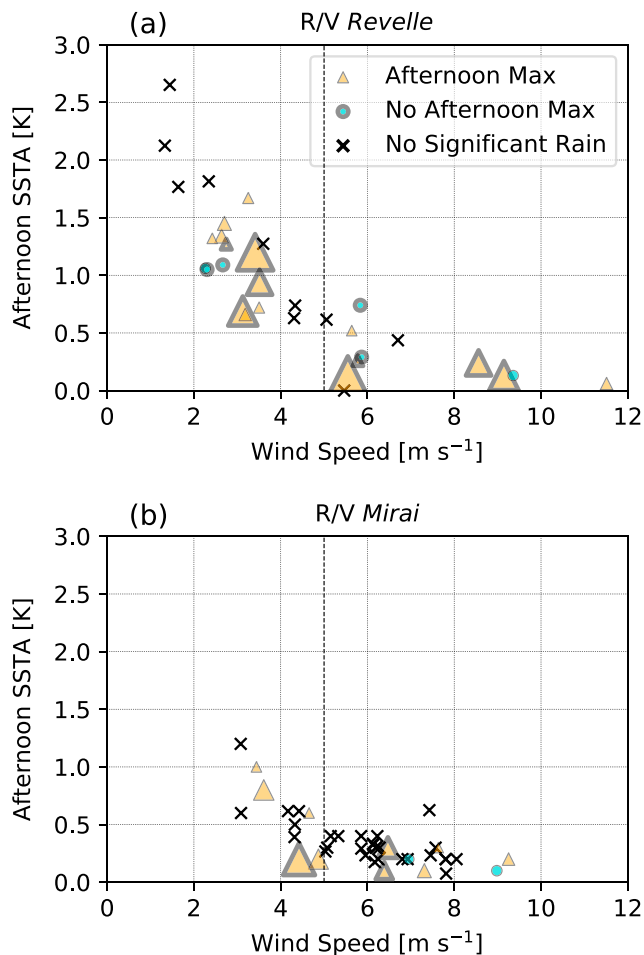 (a) R/V Revelle
3.0
2.5
2.0
1.5
1.0
0.5
0.0
Afternoon SSTA [K]
Afternoon Max
No Afternoon Max
No Significant Rain
0 2 4 6 8 10 12
Wind Speed [m s⁻¹]
(b) R/V Mirai
3.0
2.5
2.0
1.5
1.0
0.5
0.0
Afternoon SSTA [K]
0 2 4 6 8 10 12
Wind Speed [m s⁻¹]